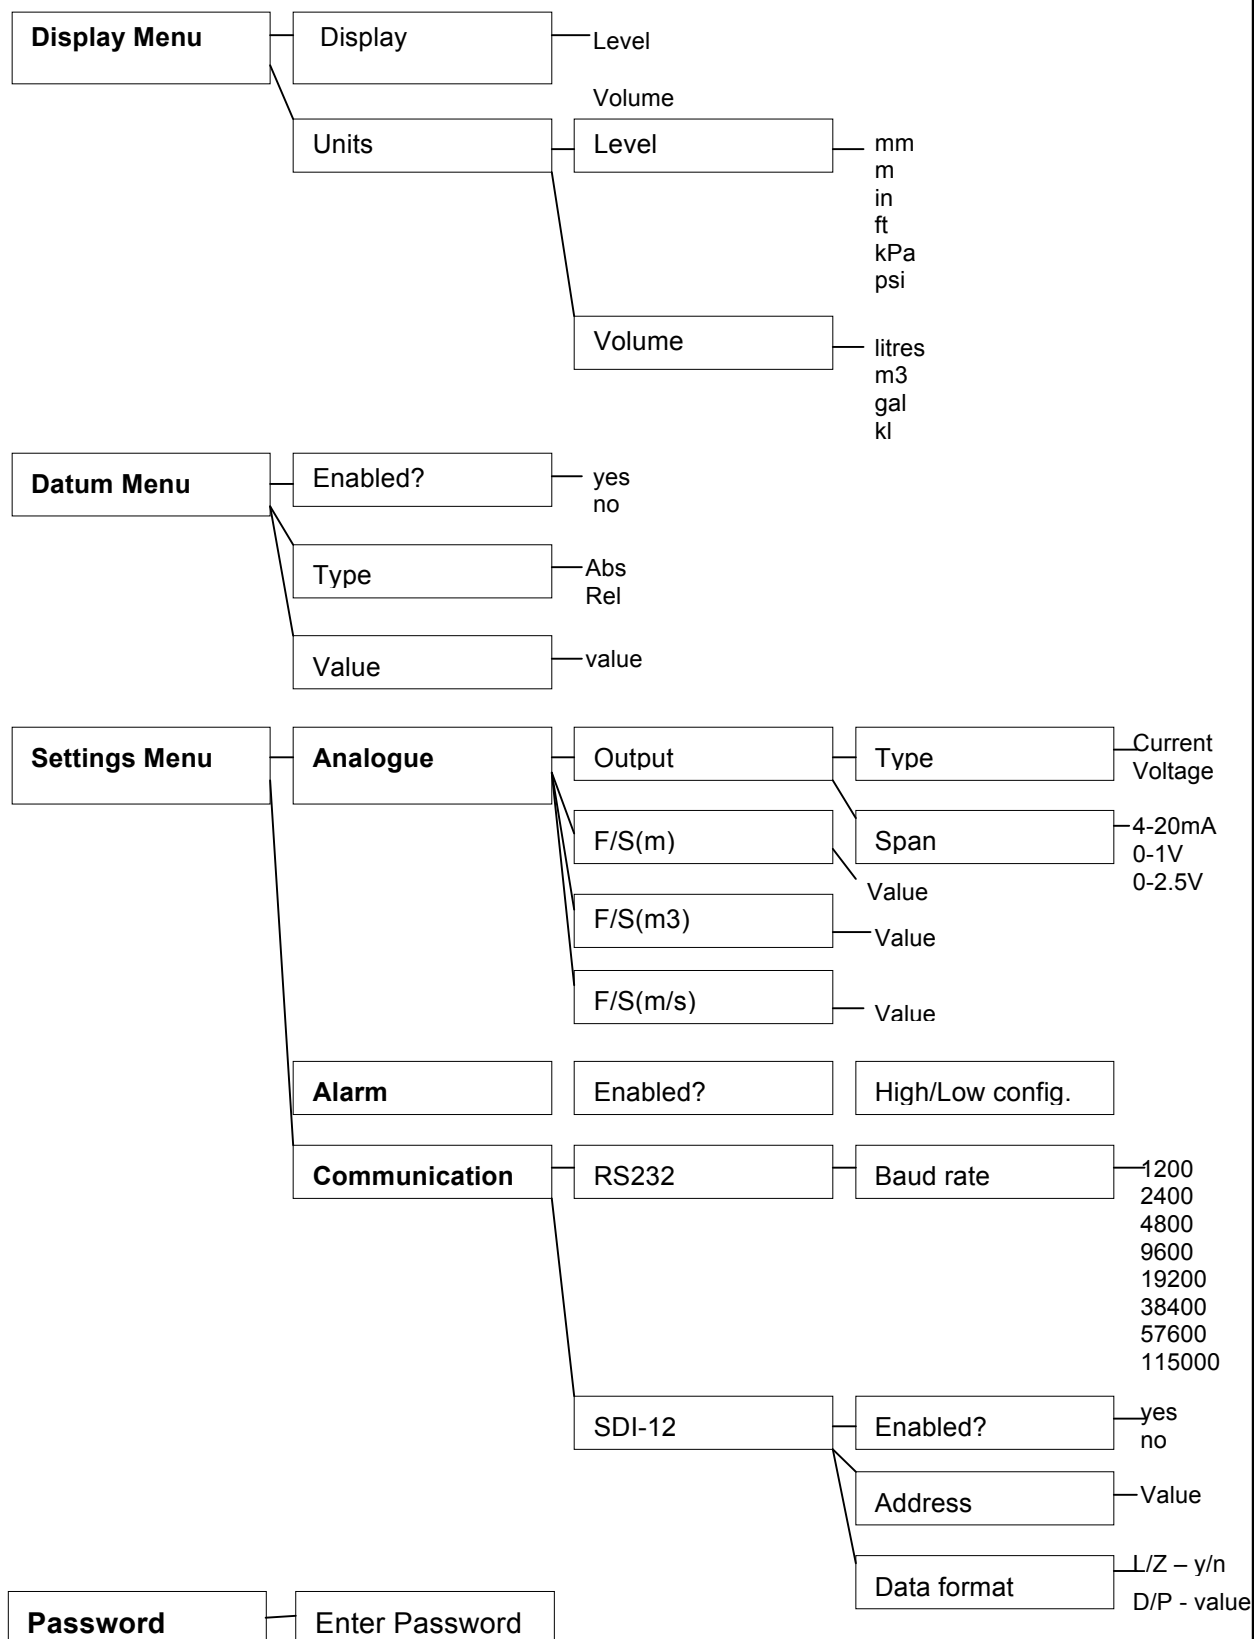 Display Menu
Display
Level
Volume
Units
Level
mm
m
in
ft
kPa
psi
Volume
litres
m3
gal
kl
Datum Menu
Enabled?
yes
no
Type
Abs
Rel
Value
value
Settings Menu
Analogue
Output
Type
Current
Voltage
Span
4-20mA
0-1V
0-2.5V
F/S(m)
Value
F/S(m3)
Value
F/S(m/s)
Value
Alarm
Enabled?
High/Low config.
Communication
RS232
Baud rate
1200
2400
4800
9600
19200
38400
57600
115000
SDI-12
Enabled?
yes
no
Address
Value
Data format
L/Z – y/n
D/P - value
Password
Enter Password